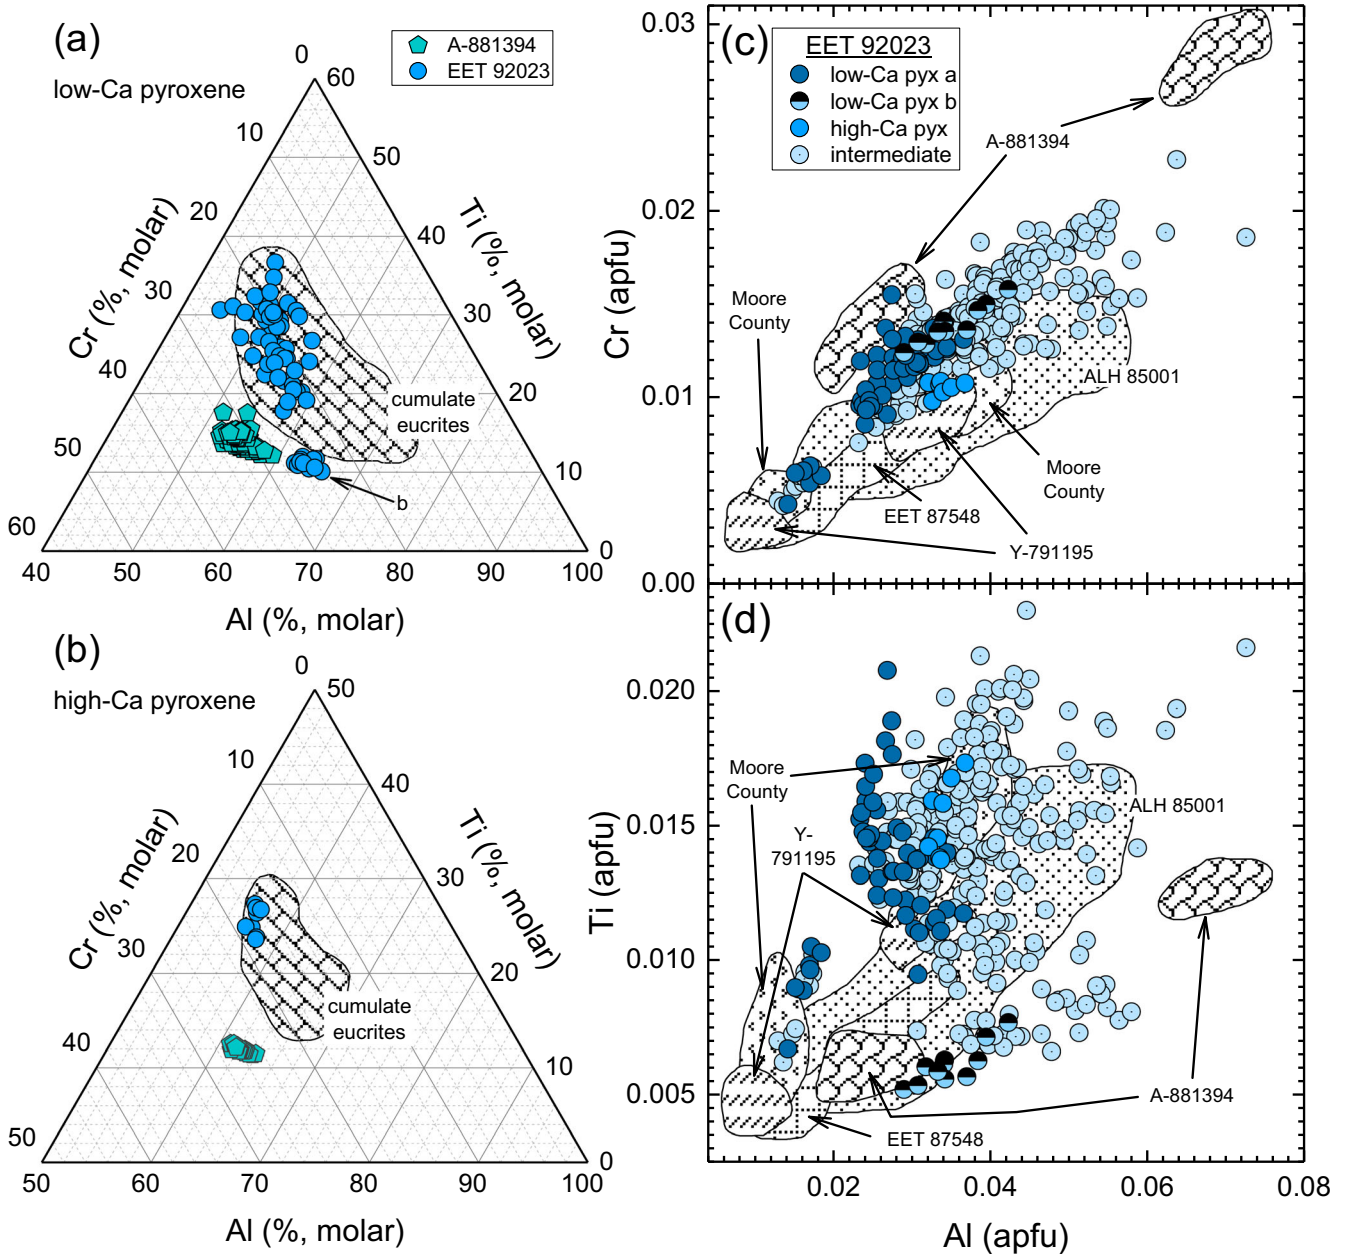 (a)
low-Ca pyroxene
A-881394
EET 92023
0
10
20
30
40
50
60
Cr (%, molar)
60
50
40
30
20
10
0
Ti (%, molar)
cumulate
eucrites
b
40
60
70
80
90
100
Al (%, molar)
(b)
high-Ca pyroxene
0
10
20
30
40
50
Cr (%, molar)
50
40
30
20
10
0
Ti (%, molar)
cumulate
eucrites
50
60
70
80
90
100
Al (%, molar)
(c)
EET 92023
low-Ca pyx a
low-Ca pyx b
high-Ca pyx
intermediate
0.03
0.02
0.01
0.00
Cr (apfu)
A-881394
Moore
County
ALH 85001
Moore
County
EET 87548
Y-791195
(d)
0.020
0.015
0.010
0.005
Ti (apfu)
Moore
County
Y-
791195
ALH 85001
A-881394
EET 87548
0.02
0.04
0.06
0.08
Al (apfu)